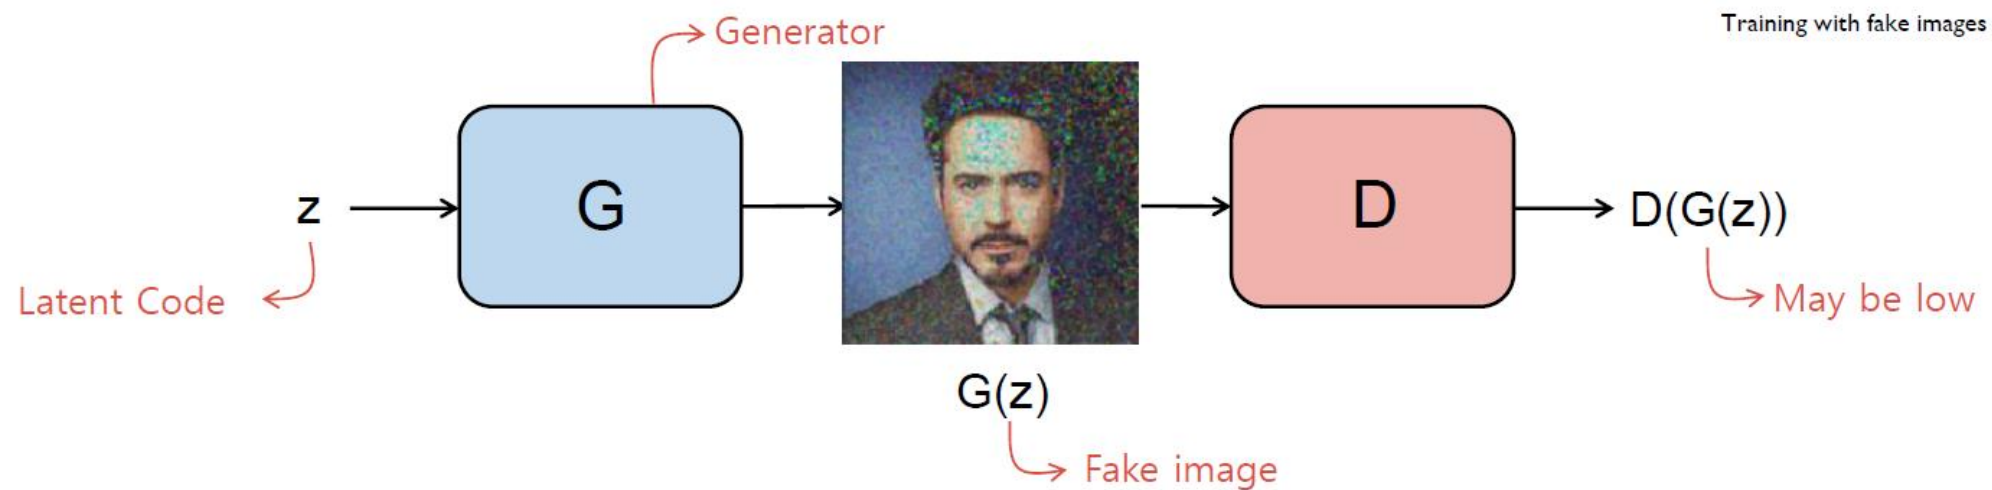 Training with fake images
Generator
G
D
z
D(G(z))
Latent Code
May be low
G(z)
Fake image